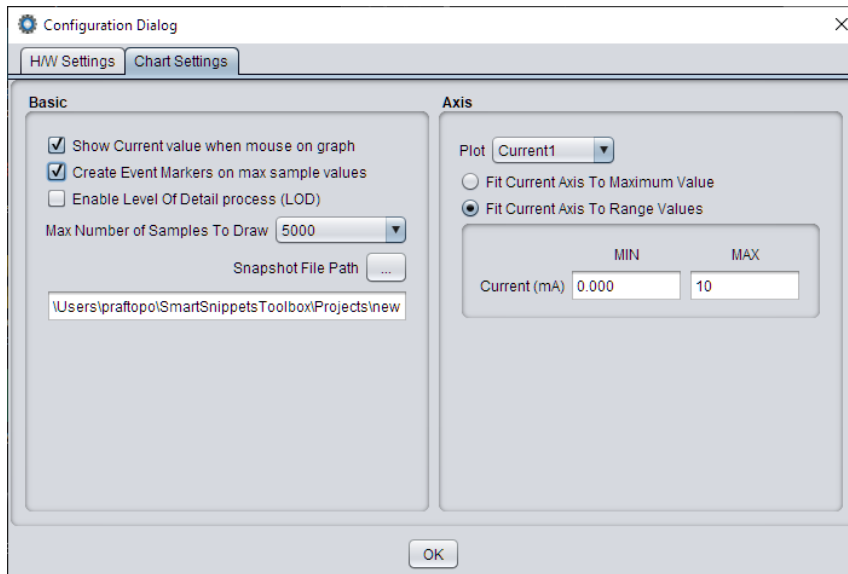 Configuration Dialog
H/W Settings
Chart Settings
Basic
Show Current value when mouse on graph
Create Event Markers on max sample values
Enable Level Of Detail process (LOD)
Max Number of Samples To Draw 5000
Snapshot File Path ...
\Users\praftopo\SmartSnippetsToolbox\Projects\new
Axis
Plot Current1
Fit Current Axis To Maximum Value
Fit Current Axis To Range Values
MIN MAX
Current (mA) 0.000 10
OK